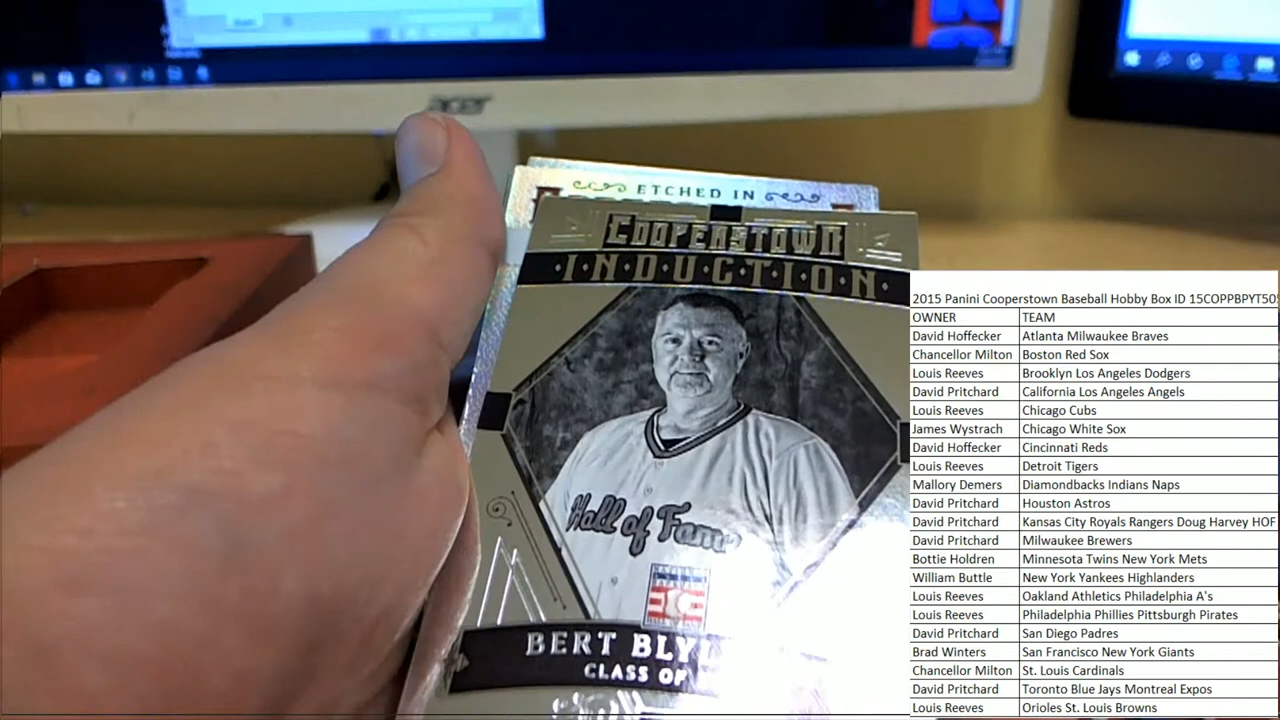 acer
ETCHED IN
COOPERSTOWN
INDUCTION
Hall of Fame
BERT
CLASS OF
2015 Panini Cooperstown Baseball Hobby Box ID 15COPPBPYT50
OWNER TEAM
David Hoffecker Atlanta Milwaukee Braves
Chancellor Milton Boston Red Sox
Louis Reeves Brooklyn Los Angeles Dodgers
David Pritchard California Los Angeles Angels
Louis Reeves Chicago Cubs
James Wystrach Chicago White Sox
David Hoffecker Cincinnati Reds
Louis Reeves Detroit Tigers
Mallory Demers Diamondbacks Indians Naps
David Pritchard Houston Astros
David Pritchard Kansas City Royals Rangers Doug Harvey HOF
David Pritchard Milwaukee Brewers
Bottie Holdren Minnesota Twins New York Mets
William Buttle New York Yankees Highlanders
Louis Reeves Oakland Athletics Philadelphia A's
Louis Reeves Philadelphia Phillies Pittsburgh Pirates
David Pritchard San Diego Padres
Brad Winters San Francisco New York Giants
Chancellor Milton St. Louis Cardinals
David Pritchard Toronto Blue Jays Montreal Expos
Louis Reeves Orioles St. Louis Browns